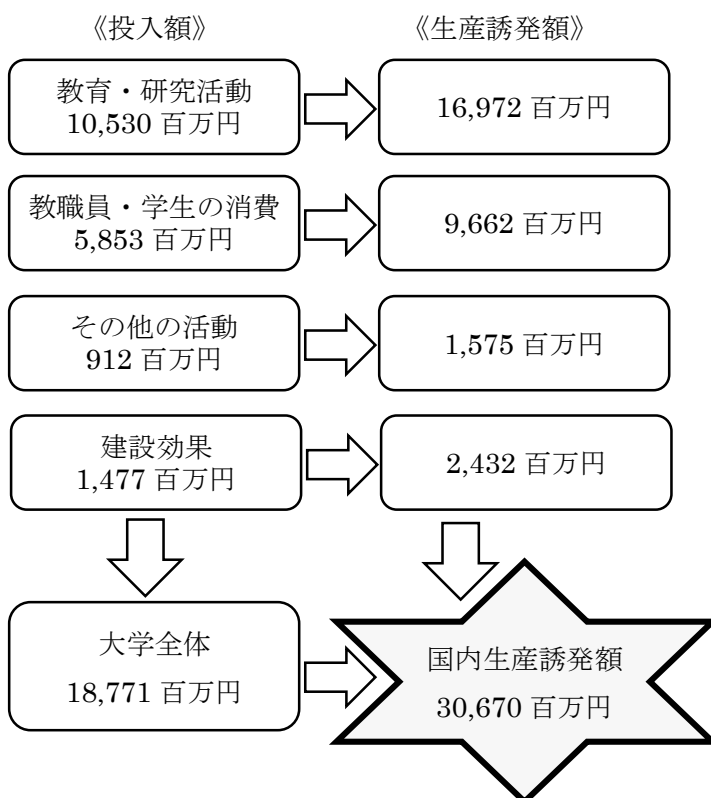 《投入額》
《生産誘発額》
教育・研究活動
10,530 百万円
16,972 百万円
教職員・学生の消費
5,853 百万円
9,662 百万円
その他の活動
912 百万円
1,575 百万円
建設効果
1,477 百万円
2,432 百万円
大学全体
18,771 百万円
国内生産誘発額
30,670 百万円